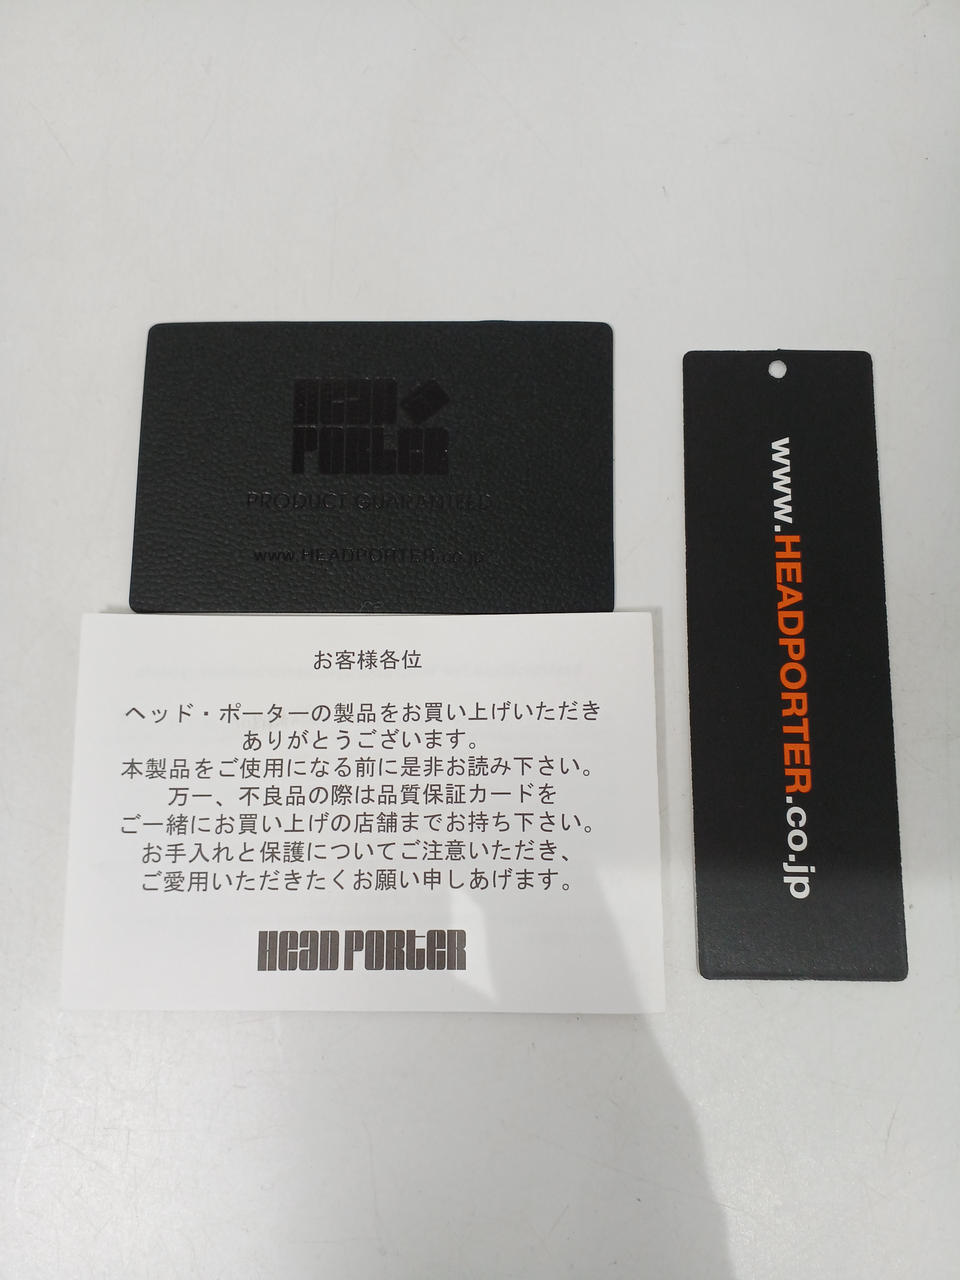 HEAD
PORTER
PRODUCT GUARANTEED
www.HEADPORTER.co.jp
お客様各位
ヘッド・ポーターの製品をお買い上げいただき
ありがとうございます。
本製品をご使用になる前に是非お読み下さい。
万一、不良品の際は品質保証カードを
ご一緒にお買い上げの店舗までお持ち下さい。
お手入れと保護についてご注意いただき、
ご愛用いただきたくお願い申しあげます。
HEAD PORTER
www.HEADPORTER.co.jp